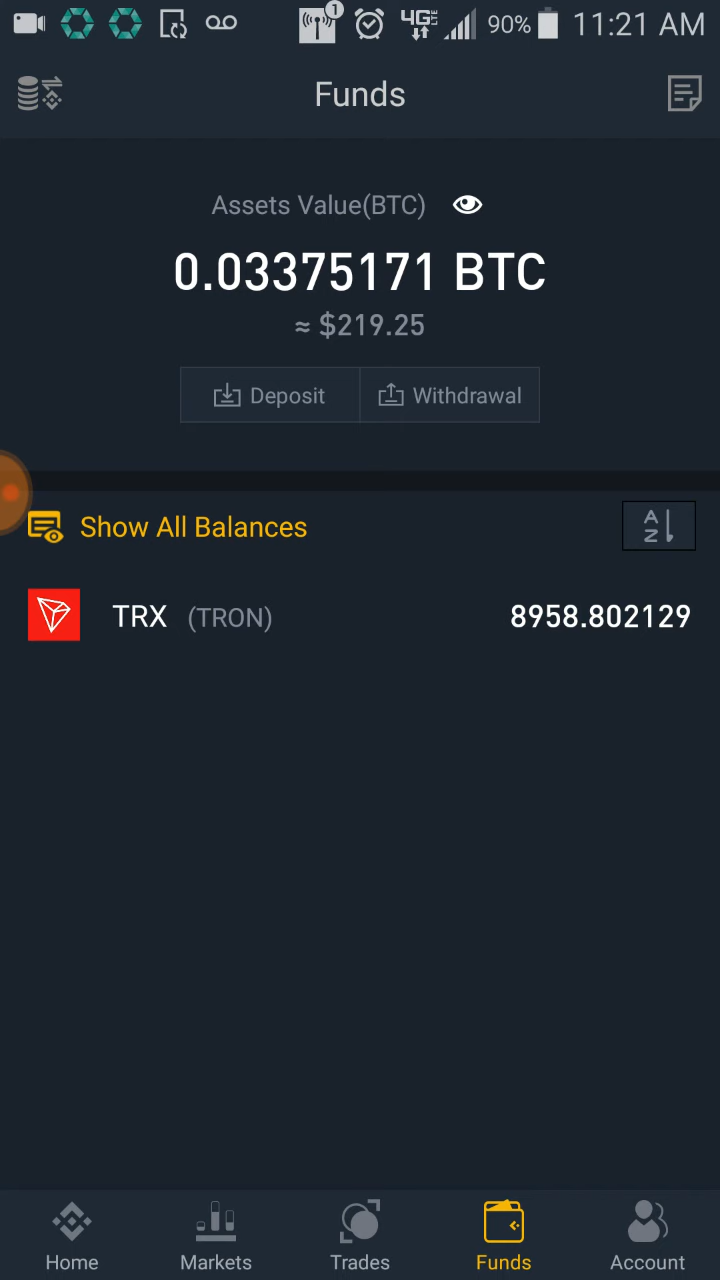 1 4G LTE 90% 11:21 AM
Funds
Assets Value(BTC)
0.03375171 BTC
≈ $219.25
Deposit Withdrawal
Show All Balances
A
Z
TRX (TRON) 8958.802129
Home Markets Trades Funds Account